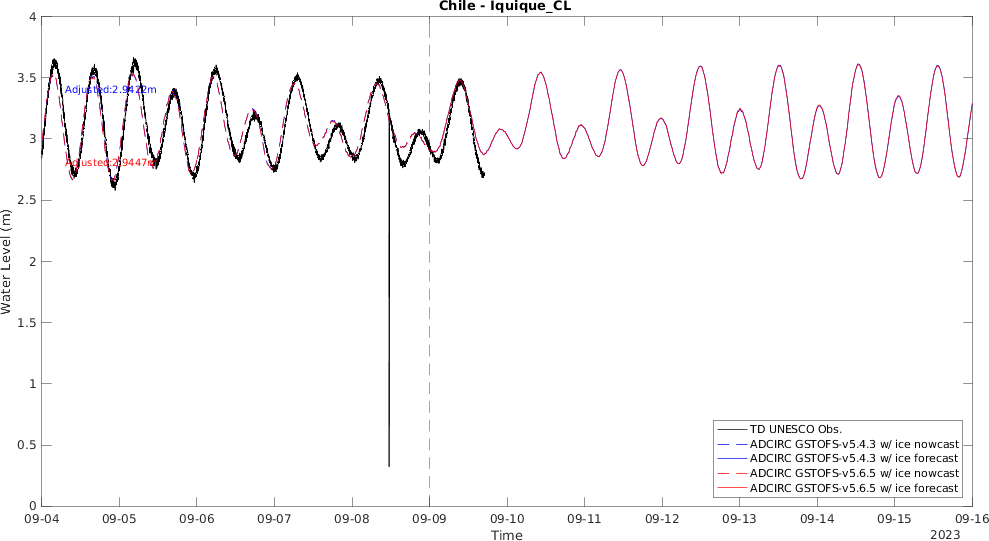 Chile - Iquique_CL
Water Level (m)
4
3.5
3
2.5
2
1.5
1
0.5
0
Adjusted:2.9422m
Adjusted:2.9447m
TD UNESCO Obs.
ADCIRC GSTOFS-v5.4.3 w/ ice nowcast
ADCIRC GSTOFS-v5.4.3 w/ ice forecast
ADCIRC GSTOFS-v5.6.5 w/ ice nowcast
ADCIRC GSTOFS-v5.6.5 w/ ice forecast
09-04 09-05 09-06 09-07 09-08 09-09 09-10 09-11 09-12 09-13 09-14 09-15 09-16
Time
2023